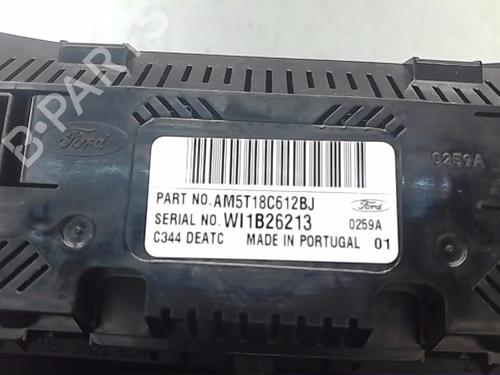 B-PARTS
Ford
0259A
PART NO. AM5T18C612BJ
Ford
SERIAL NO. WI1B26213
0259A
C344 DEATC MADE IN PORTUGAL 01